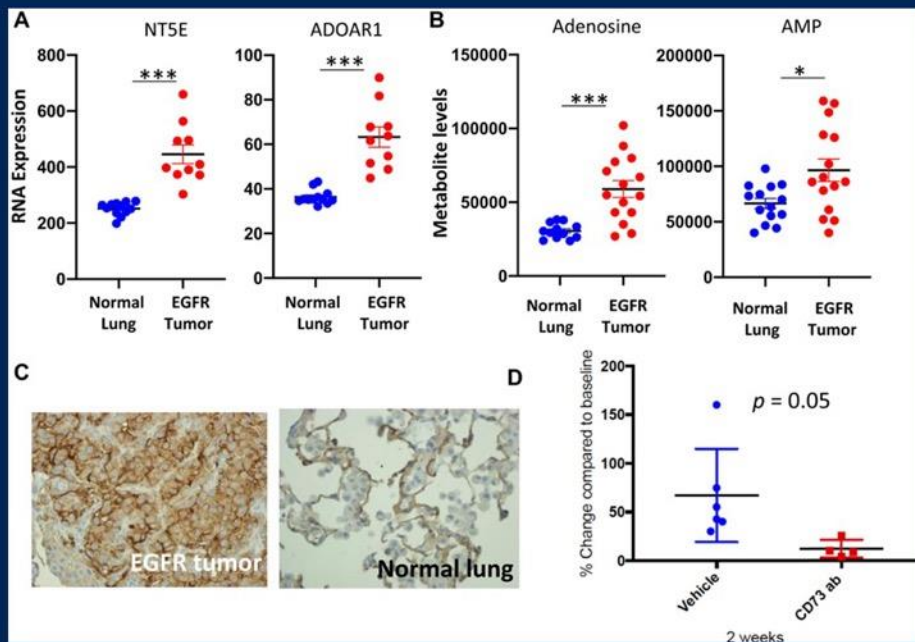 A
NT5E
ADOAR1
RNA Expression
800
600
400
200
0
***
Normal
Lung
EGFR
Tumor
100
80
60
40
20
0
***
Normal
Lung
EGFR
Tumor
B
Adenosine
AMP
Metabolite levels
150000
100000
50000
0
***
Normal
Lung
EGFR
Tumor
200000
150000
100000
50000
0
*
Normal
Lung
EGFR
Tumor
C
EGFR tumor
Normal lung
D
% Change compared to baseline
200
150
100
50
0
p = 0.05
Vehicle
CD73 ab
2 weeks